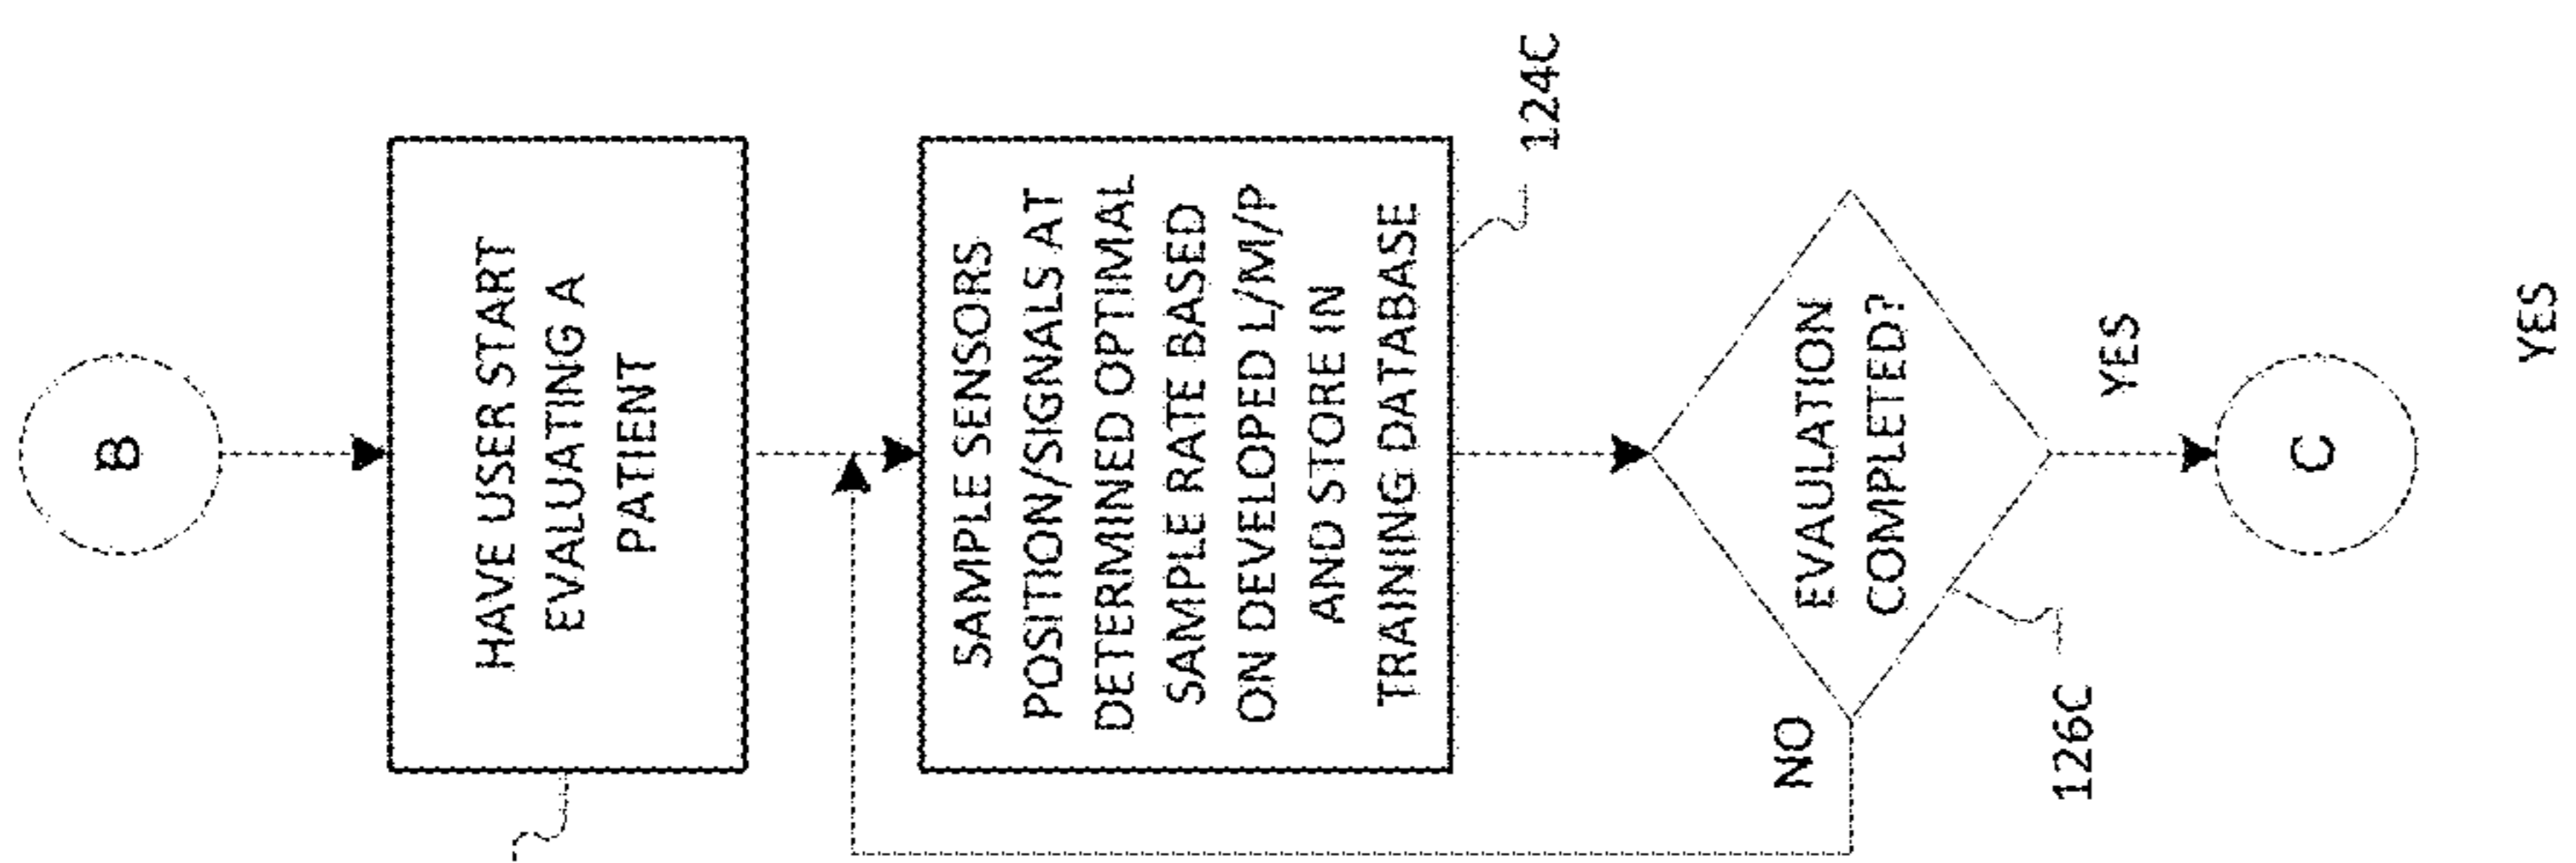 B
HAVE USER START
EVALUATING A
PATIENT
SAMPLE SENSORS
POSITION/SIGNALS AT
DETERMINED OPTIMAL
SAMPLE RATE BASED
ON DEVELOPED L/M/P
AND STORE IN
TRAINING DATABASE
124C
EVAULATION
COMPLETED?
NO
126C
YES
C
YES